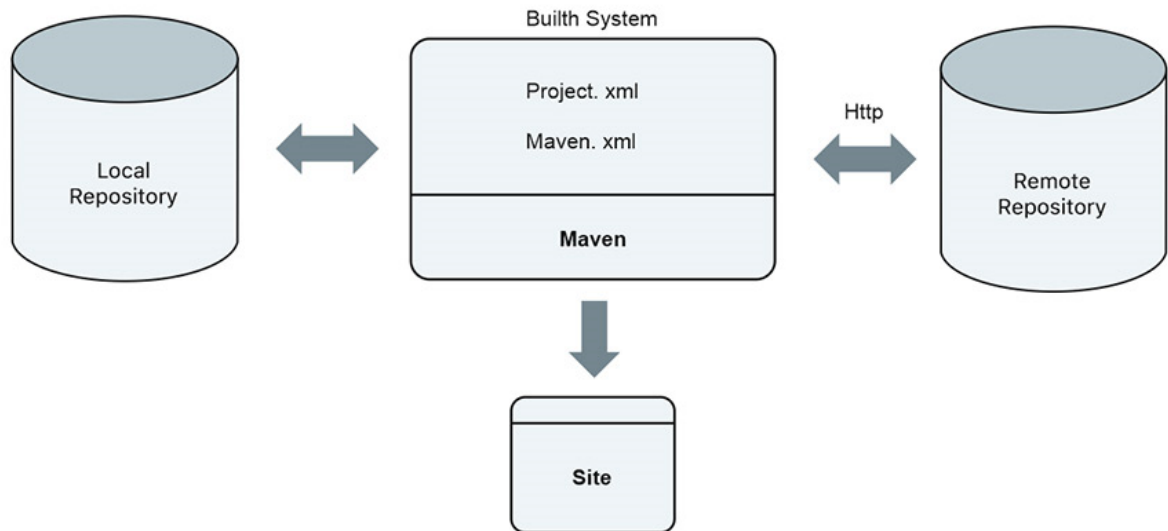 Builth System
Project. xml
Maven. xml
Http
Local
Repository
Remote
Repository
Maven
Site